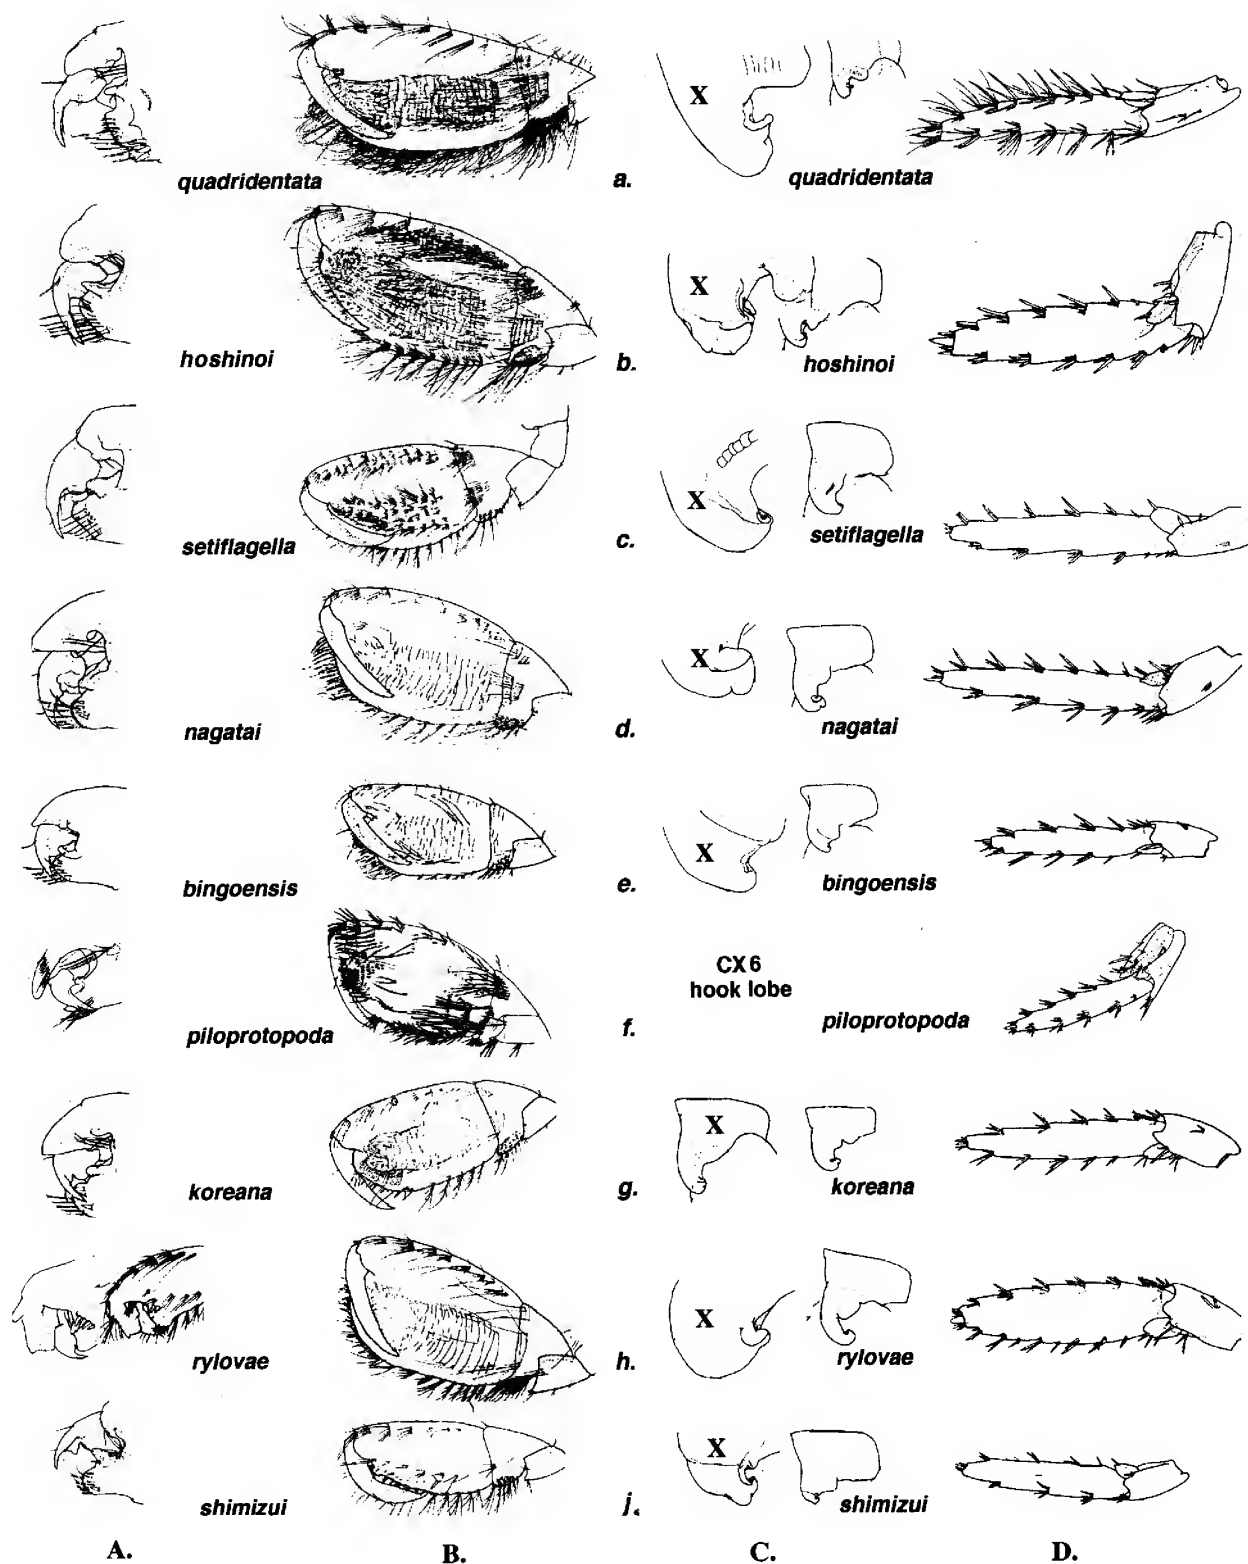 X
quadridentata a. quadridentata
X
hoshinoi b. hoshinoi
X
setiflagella c. setiflagella
X
nagatai d. nagatai
X
bingoensis e. bingoensis
CX 6
hook lobe
piloprotopoda f. piloprotopoda
X
koreana g. koreana
X
rylovae h. rylovae
X
shimizui j. shimizui
A. B. C. D.